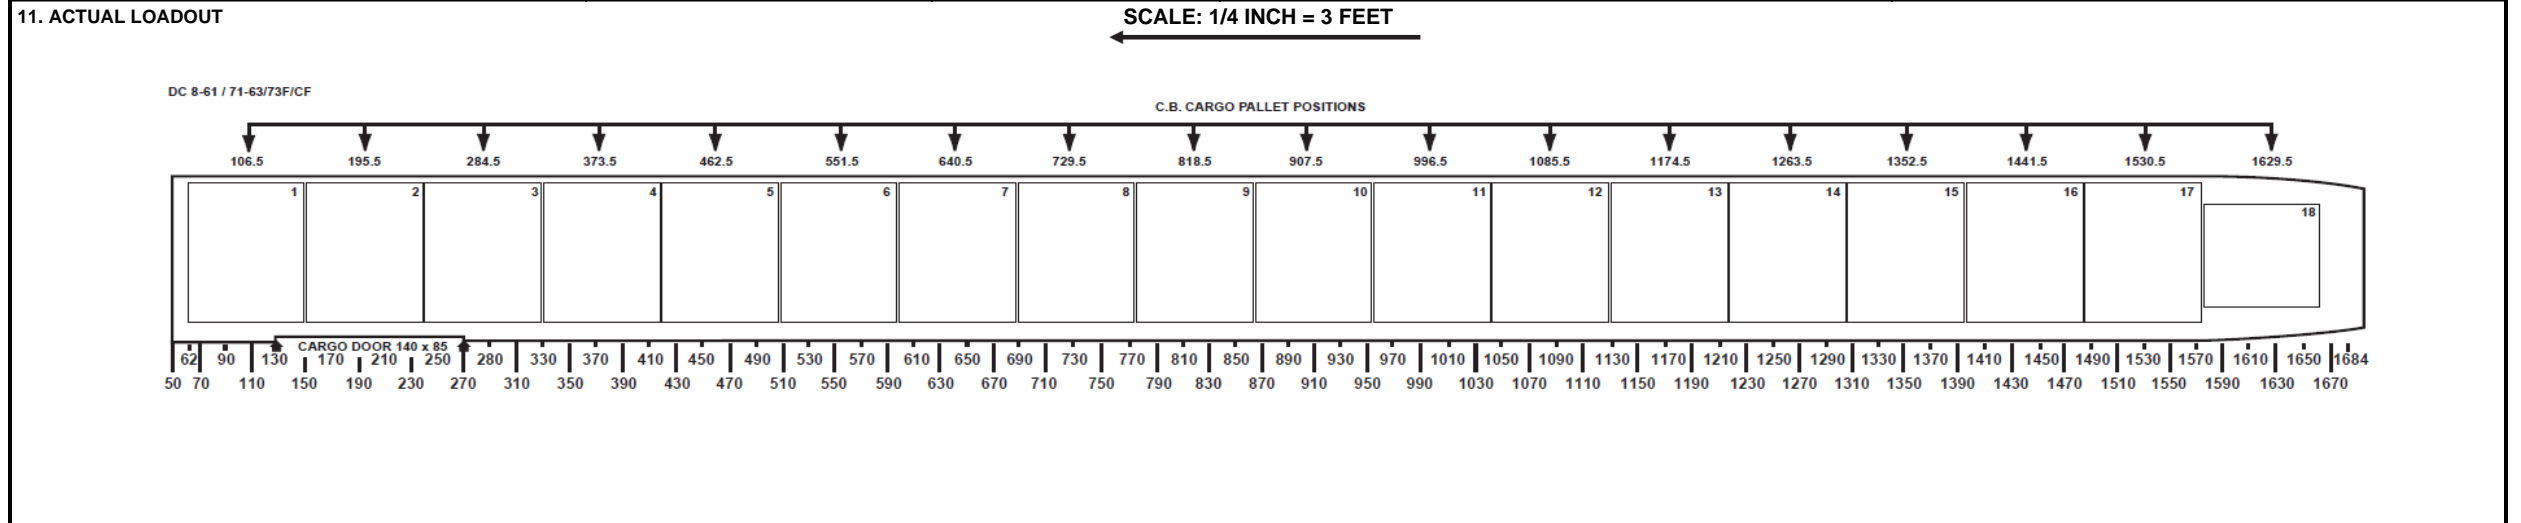 11. ACTUAL LOADOUT
SCALE: 1/4 INCH = 3 FEET
DC 8-61 / 71-63/73F/CF
C.B. CARGO PALLET POSITIONS
106.5 195.5 284.5 373.5 462.5 551.5 640.5 729.5 818.5 907.5 996.5 1085.5 1174.5 1263.5 1352.5 1441.5 1530.5 1629.5
1 2 3 4 5 6 7 8 9 10 11 12 13 14 15 16 17
18
CARGO DOOR 140 x 85
62 90 130 170 210 250 280 330 370 410 450 490 530 570 610 650 690 730 770 810 850 890 930 970 1010 1050 1090 1130 1170 1210 1250 1290 1330 1370 1410 1450 1490 1530 1570 1610 1650 1684
50 70 110 150 190 230 270 310 350 390 430 470 510 550 590 630 670 710 750 790 830 870 910 950 990 1030 1070 1110 1150 1190 1230 1270 1310 1350 1390 1430 1470 1510 1550 1590 1630 1670